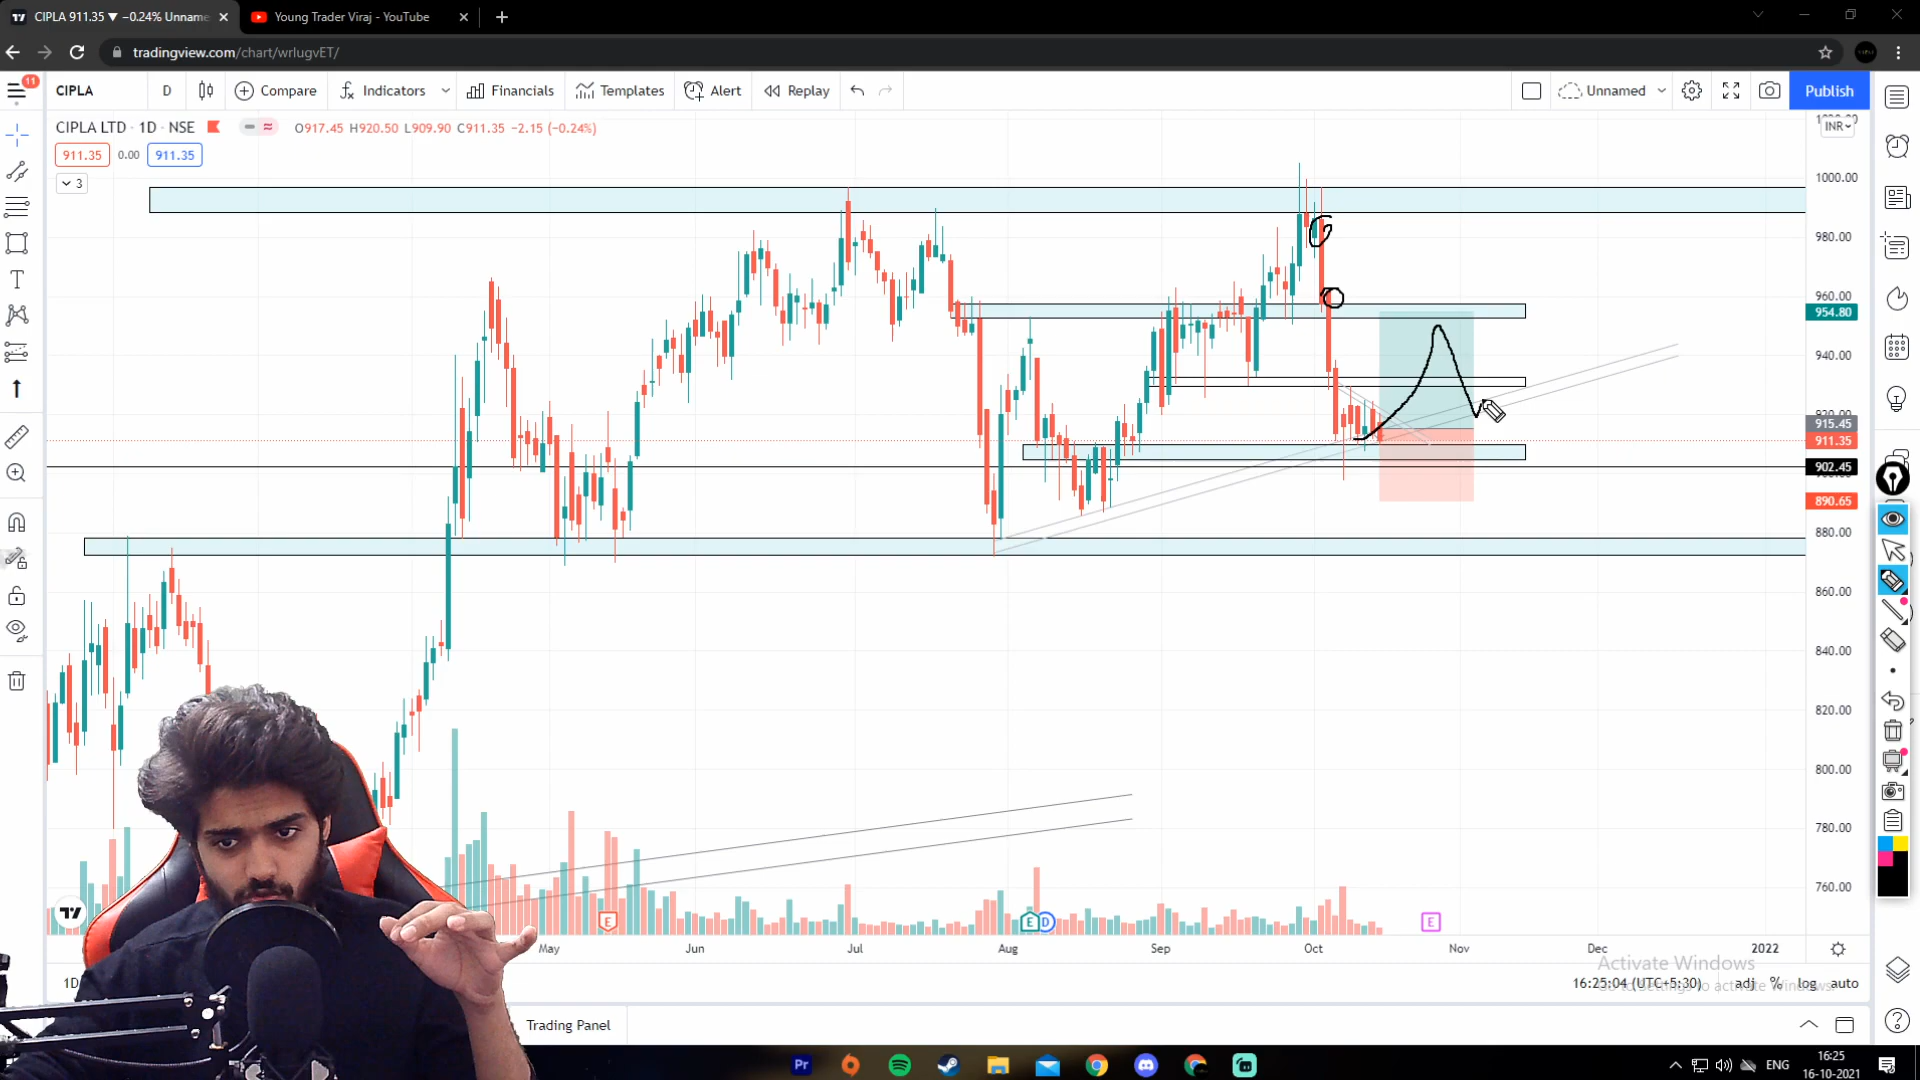 CIPLA 911.35 ▼ −0.24% Unname
Young Trader Viraj - YouTube
tradingview.com/chart/wrlugvET/
11
CIPLA
D
Compare
Indicators
Financials
Templates
Alert
Replay
Unnamed
Publish
CIPLA LTD · 1D · NSE
O917.45 H920.50 L909.90 C911.35 −2.15 (−0.24%)
INR
911.35
0.00
911.35
3
1000.00
980.00
960.00
954.80
940.00
920.00
915.45
911.35
902.45
890.65
880.00
860.00
840.00
820.00
800.00
780.00
760.00
E
E
D
E
May
Jun
Jul
Aug
Sep
Oct
Nov
Dec
2022
Activate Windows
1D
16:25:04 (UTC+5:30)
adj
%
log
auto
Trading Panel
Pr
ENG
16:25
16-10-2021